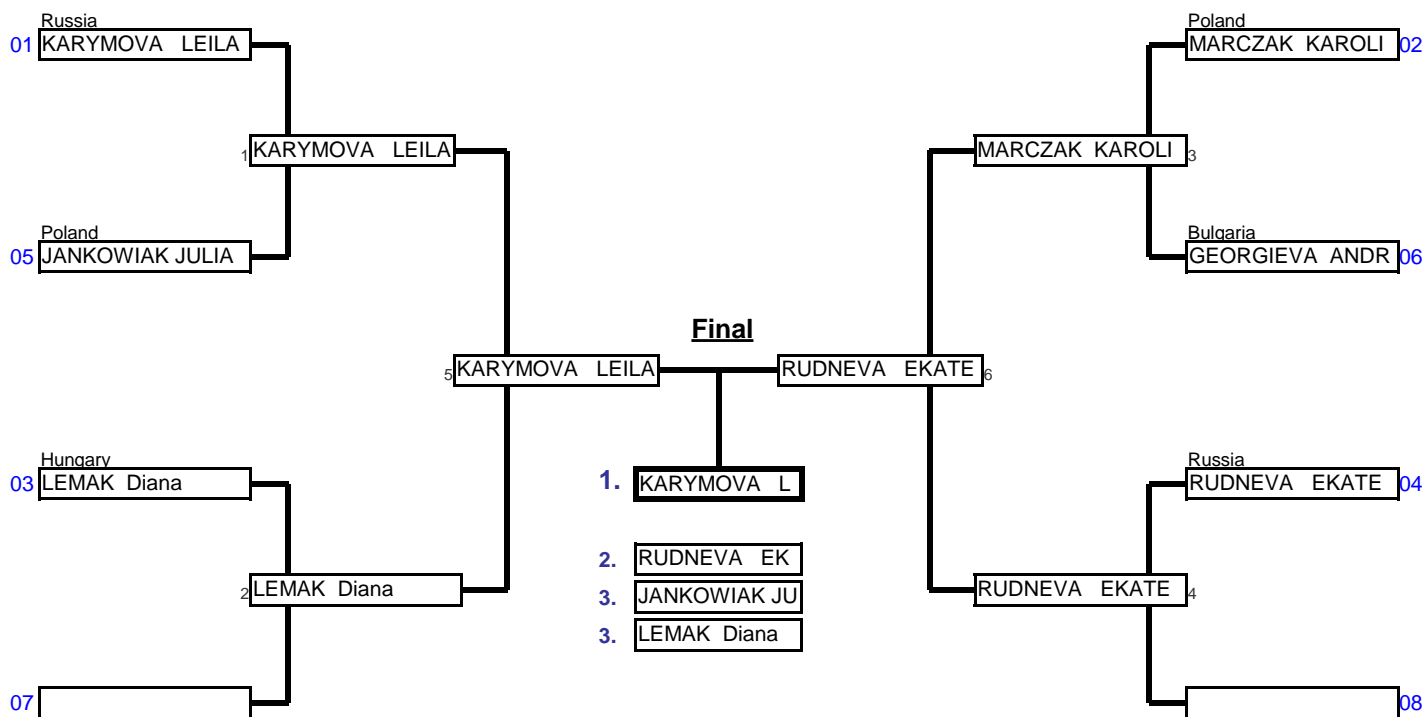 Russia
01 KARYMOVA LEILA
Poland
MARCZAK KAROLI 02
1 KARYMOVA LEILA
MARCZAK KAROLI 3
Poland
05 JANKOWIAK JULIA
Bulgaria
GEORGIEVA ANDR 06
Final
5 KARYMOVA LEILA
RUDNEVA EKATE 6
Hungary
03 LEMAK Diana
1. KARYMOVA L
Russia
RUDNEVA EKATE 04
2. RUDNEVA EK
2 LEMAK Diana
3. JANKOWIAK JU
RUDNEVA EKATE 4
3. LEMAK Diana
07
08